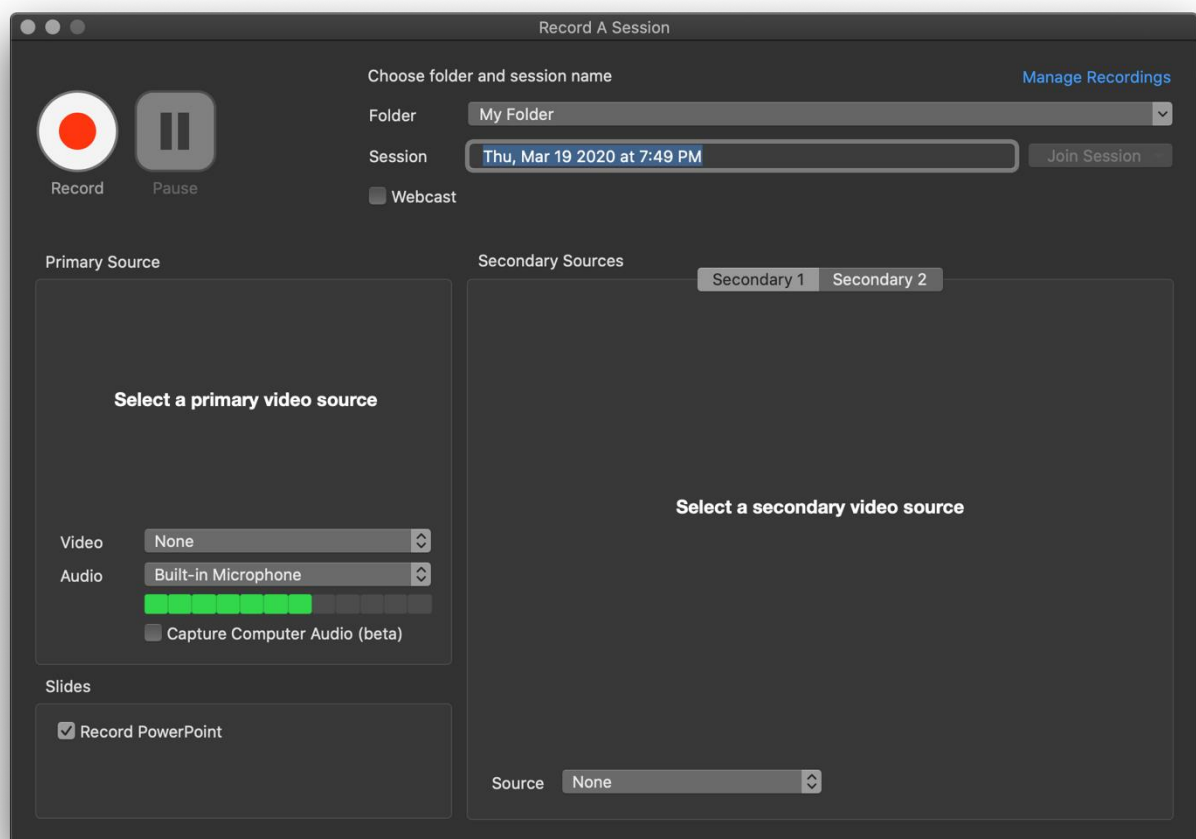 Record A Session
Choose folder and session name
Manage Recordings
Folder
My Folder
Session
Thu, Mar 19 2020 at 7:49 PM
Join Session
Record
Pause
Webcast
Primary Source
Secondary Sources
Secondary 1
Secondary 2
Select a primary video source
Select a secondary video source
Video
None
Audio
Built-in Microphone
Capture Computer Audio (beta)
Slides
Record PowerPoint
Source
None